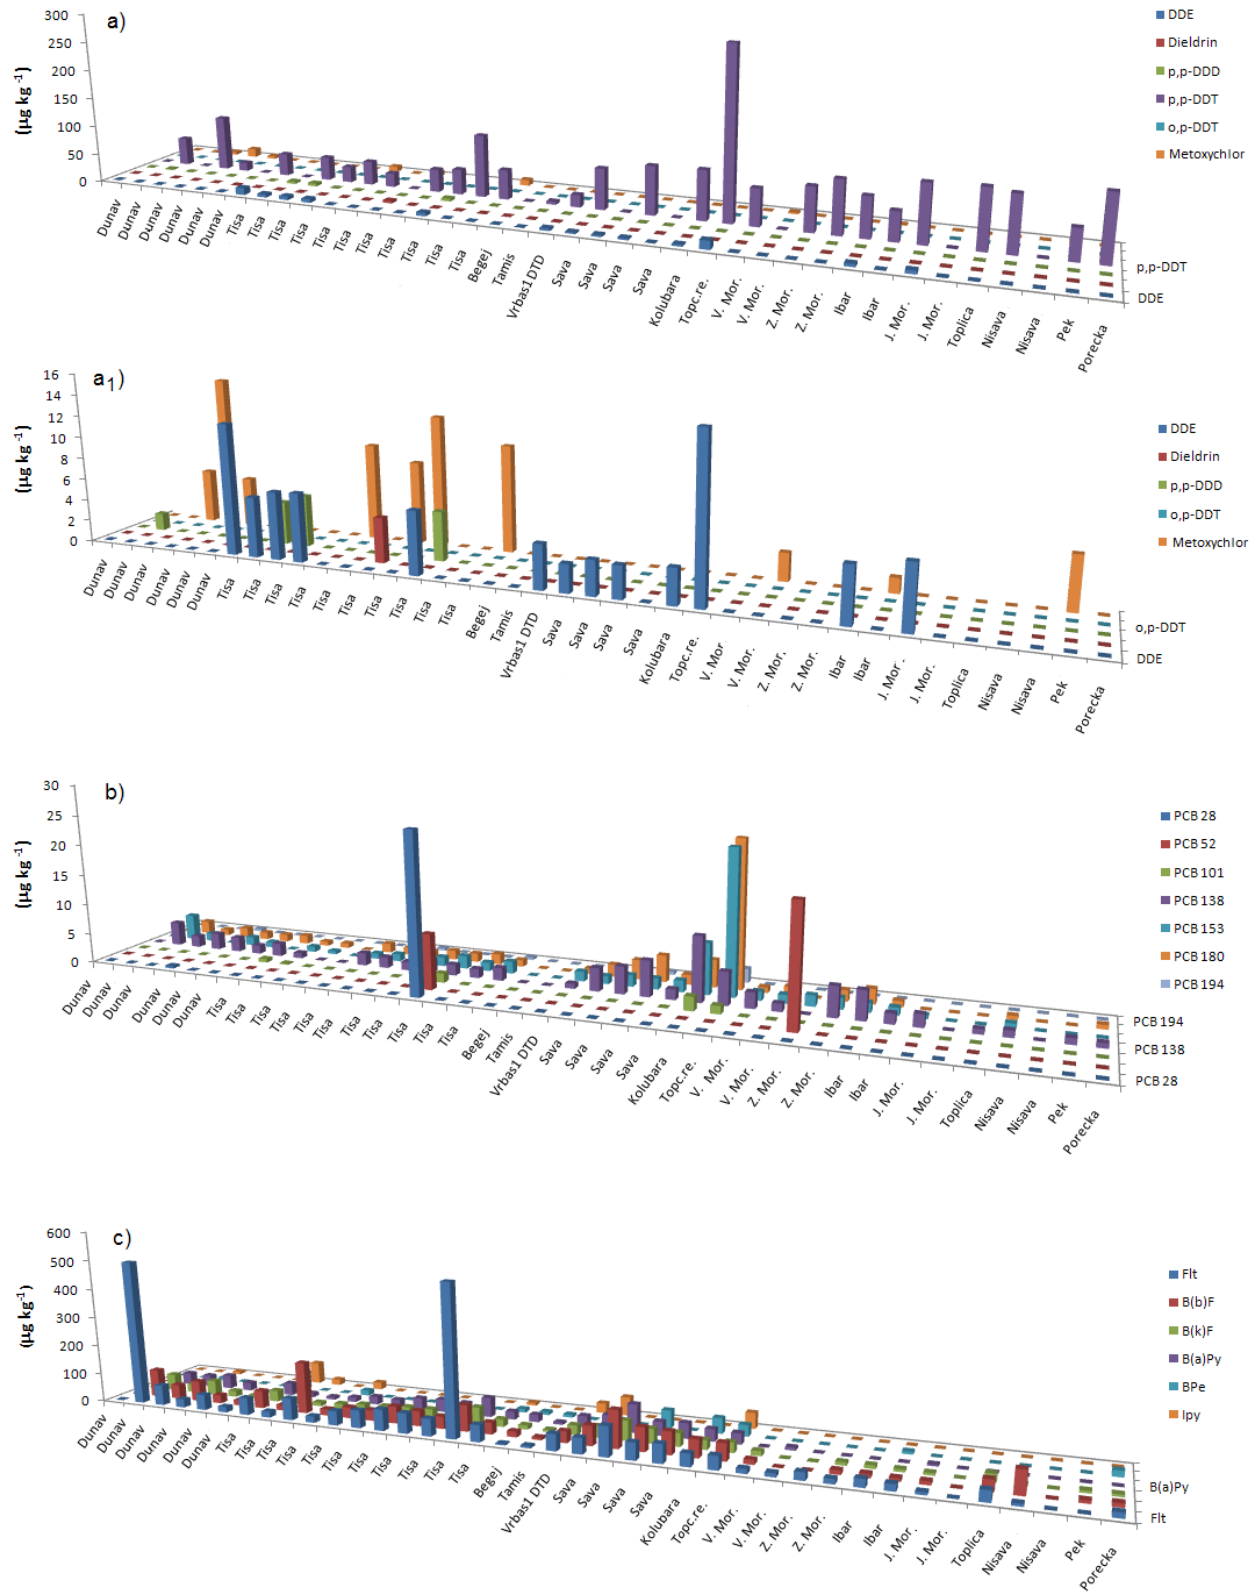 a)
300
250
200
150
100
50
0
(µg kg⁻¹)
Dunav
Dunav
Dunav
Dunav
Dunav
Dunav
Tisa
Tisa
Tisa
Tisa
Tisa
Tisa
Tisa
Tisa
Tisa
Tisa
Begej
Tamis
Vrbas1 DTD
Sava
Sava
Sava
Sava
Kolubara
Topc.re.
V. Mor.
V. Mor.
Z. Mor.
Z. Mor.
Ibar
Ibar
J. Mor.
J. Mor.
Toplica
Nisava
Nisava
Pek
Porecka
p,p-DDT
DDE
DDE
Dieldrin
p,p-DDD
p,p-DDT
o,p-DDT
Metoxychlor
a₁)
16
14
12
10
8
6
4
2
0
(µg kg⁻¹)
Dunav
Dunav
Dunav
Dunav
Dunav
Dunav
Tisa
Tisa
Tisa
Tisa
Tisa
Tisa
Tisa
Tisa
Tisa
Tisa
Begej
Tamis
Vrbas1 DTD
Sava
Sava
Sava
Sava
Kolubara
Topc.re.
V. Mor.
V. Mor.
Z. Mor.
Z. Mor.
Ibar
Ibar
J. Mor.
J. Mor.
Toplica
Nisava
Nisava
Pek
Porecka
o,p-DDT
DDE
DDE
Dieldrin
p,p-DDD
o,p-DDT
Metoxychlor
b)
30
25
20
15
10
5
0
(µg kg⁻¹)
Dunav
Dunav
Dunav
Dunav
Dunav
Dunav
Tisa
Tisa
Tisa
Tisa
Tisa
Tisa
Tisa
Tisa
Tisa
Tisa
Begej
Tamis
Vrbas1 DTD
Sava
Sava
Sava
Sava
Kolubara
Topc.re.
V. Mor.
V. Mor.
Z. Mor.
Z. Mor.
Ibar
Ibar
J. Mor.
J. Mor.
Toplica
Nisava
Nisava
Pek
Porecka
PCB 194
PCB 138
PCB 28
PCB 28
PCB 52
PCB 101
PCB 138
PCB 153
PCB 180
PCB 194
c)
600
500
400
300
200
100
0
(µg kg⁻¹)
Dunav
Dunav
Dunav
Dunav
Dunav
Dunav
Tisa
Tisa
Tisa
Tisa
Tisa
Tisa
Tisa
Tisa
Tisa
Tisa
Begej
Tamis
Vrbas1 DTD
Sava
Sava
Sava
Sava
Kolubara
Topc.re.
V. Mor.
V. Mor.
Z. Mor.
Z. Mor.
Ibar
Ibar
J. Mor.
J. Mor.
Toplica
Nisava
Nisava
Pek
Porecka
B(a)Py
Flt
Flt
B(b)F
B(k)F
B(a)Py
BPe
Ipy